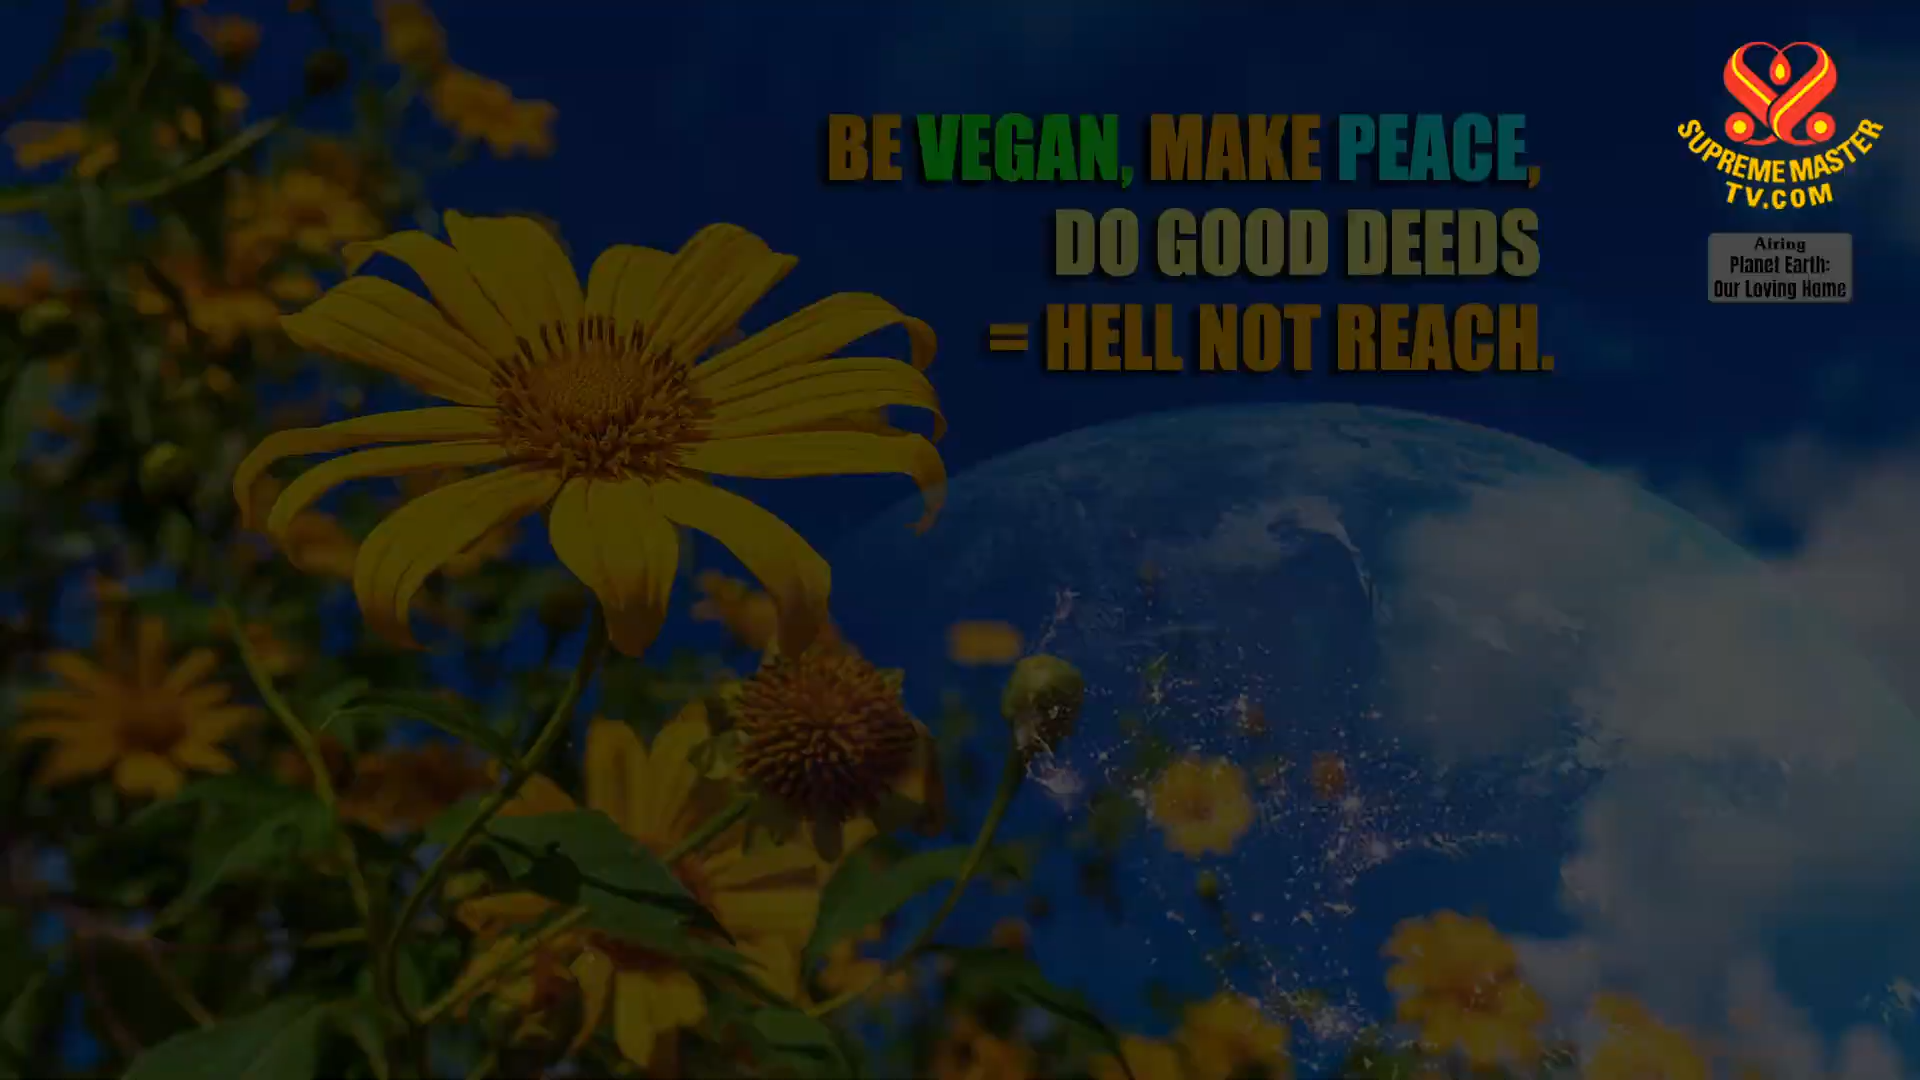 BE VEGAN, MAKE PEACE,
DO GOOD DEEDS
= HELL NOT REACH.
SUPREME MASTER
TV.COM
Airing
Planet Earth:
Our Loving Home